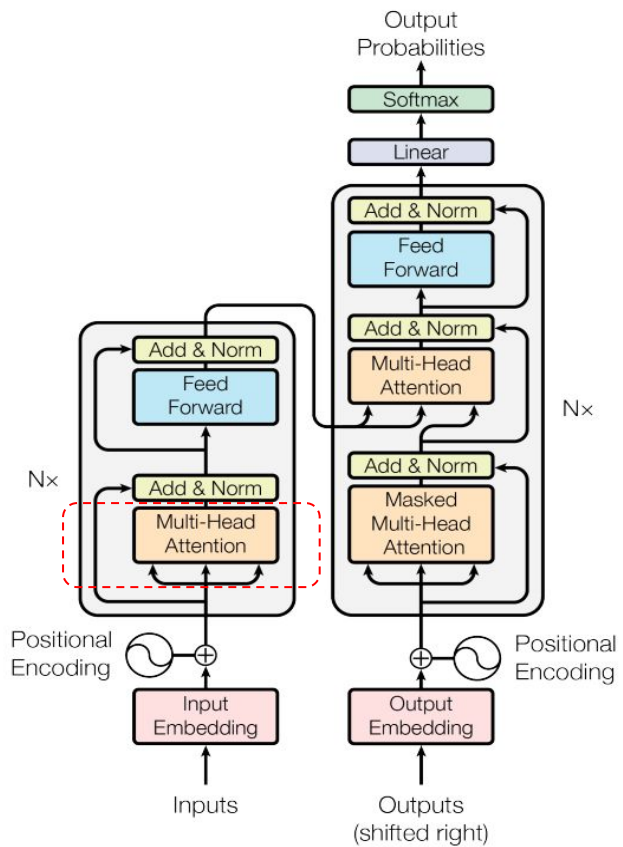 Output
Probabilities
Softmax
Linear
Add & Norm
Feed
Forward
Add & Norm
Multi-Head
Attention
Add & Norm
Masked
Multi-Head
Attention
N×
Add & Norm
Feed
Forward
Add & Norm
Multi-Head
Attention
N×
Positional
Encoding
Positional
Encoding
Input
Embedding
Output
Embedding
Inputs
Outputs
(shifted right)